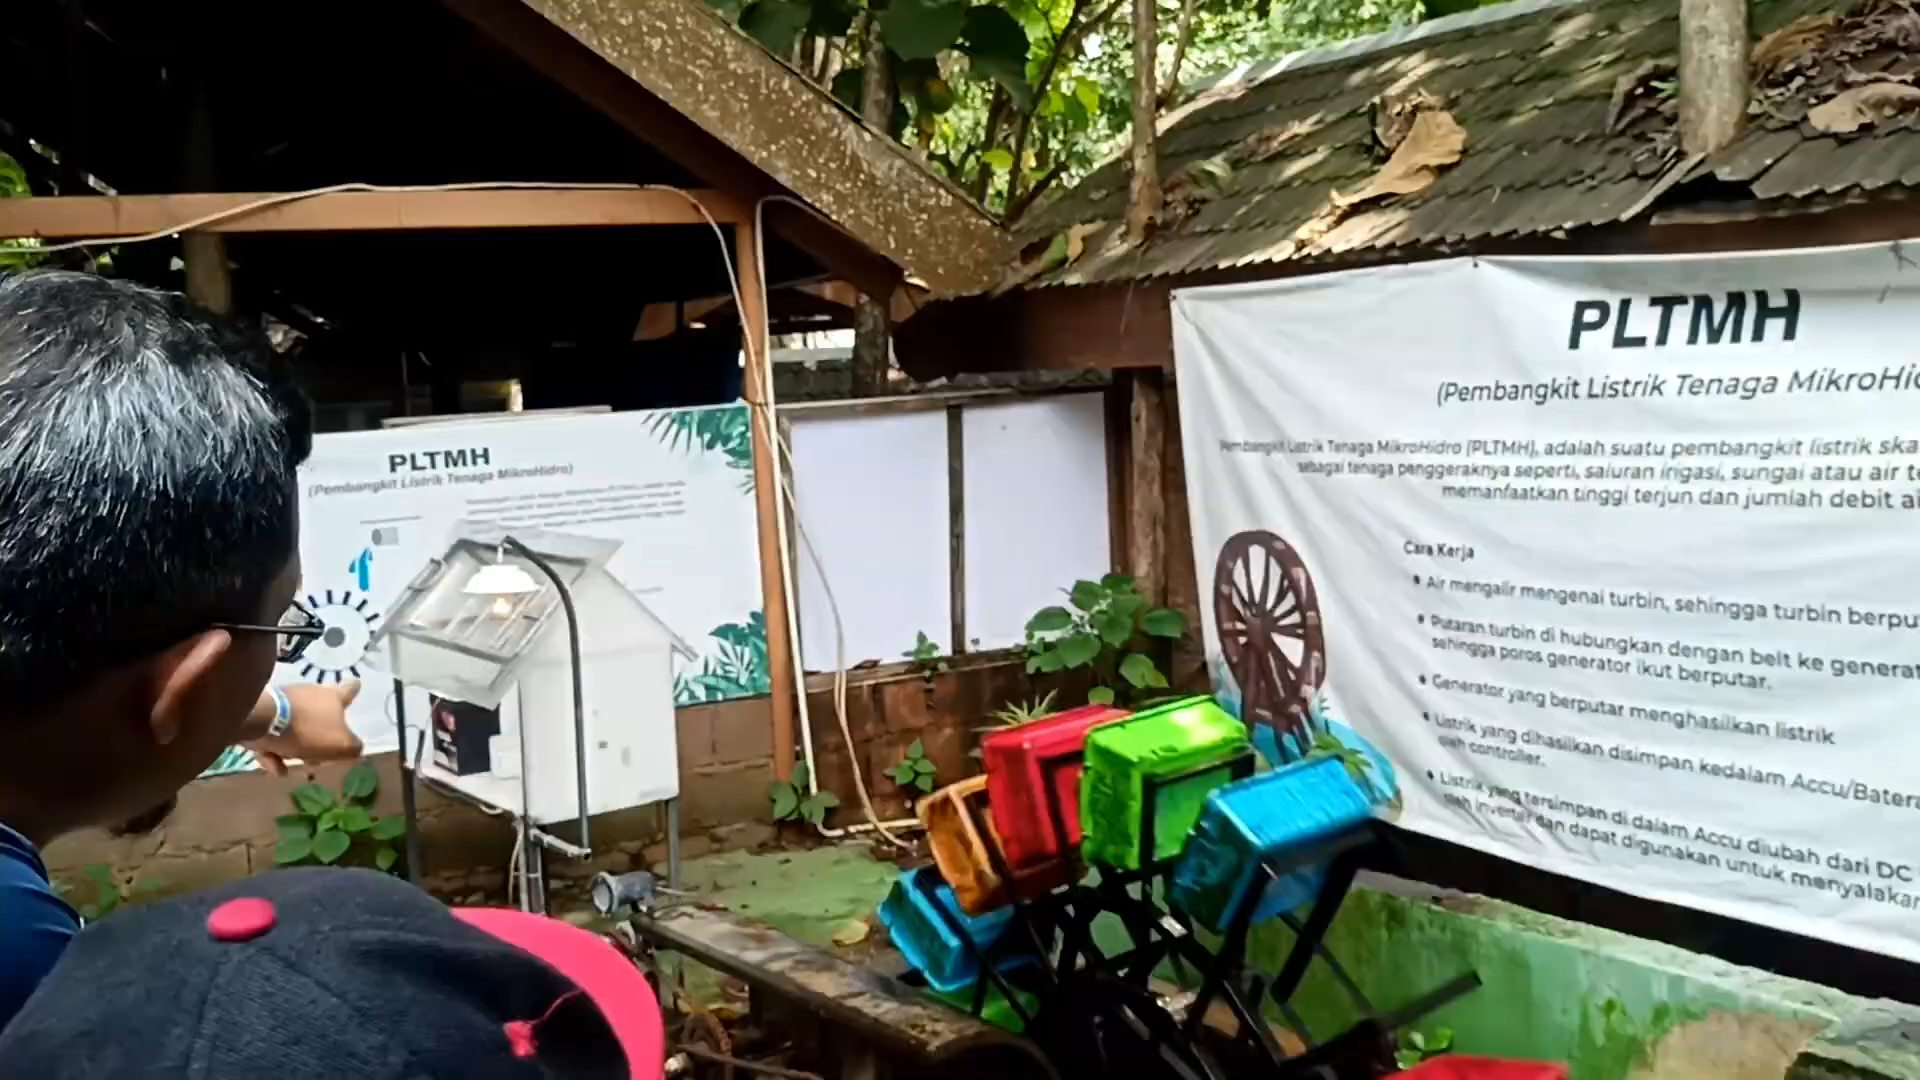 PLTMH
(Pembangkit Listrik Tenaga MikroHidro)
PLTMH
(Pembangkit Listrik Tenaga MikroHid
Pembangkit Listrik Tenaga MikroHidro (PLTMH), adalah suatu pembangkit listrik ska
sebagai tenaga penggeraknya seperti, saluran irigasi, sungai atau air te
memanfaatkan tinggi terjun dan jumlah debit ai
Cara Kerja
• Air mengalir mengenai turbin, sehingga turbin berpu
• Putaran turbin di hubungkan dengan belt ke generat
sehingga poros generator ikut berputar.
• Generator yang berputar menghasilkan listrik
• Listrik yang dihasilkan disimpan kedalam Accu/Batera
oleh controller.
• Listrik yang tersimpan di dalam Accu diubah dari DC
oleh inverter dan dapat digunakan untuk menyalakan